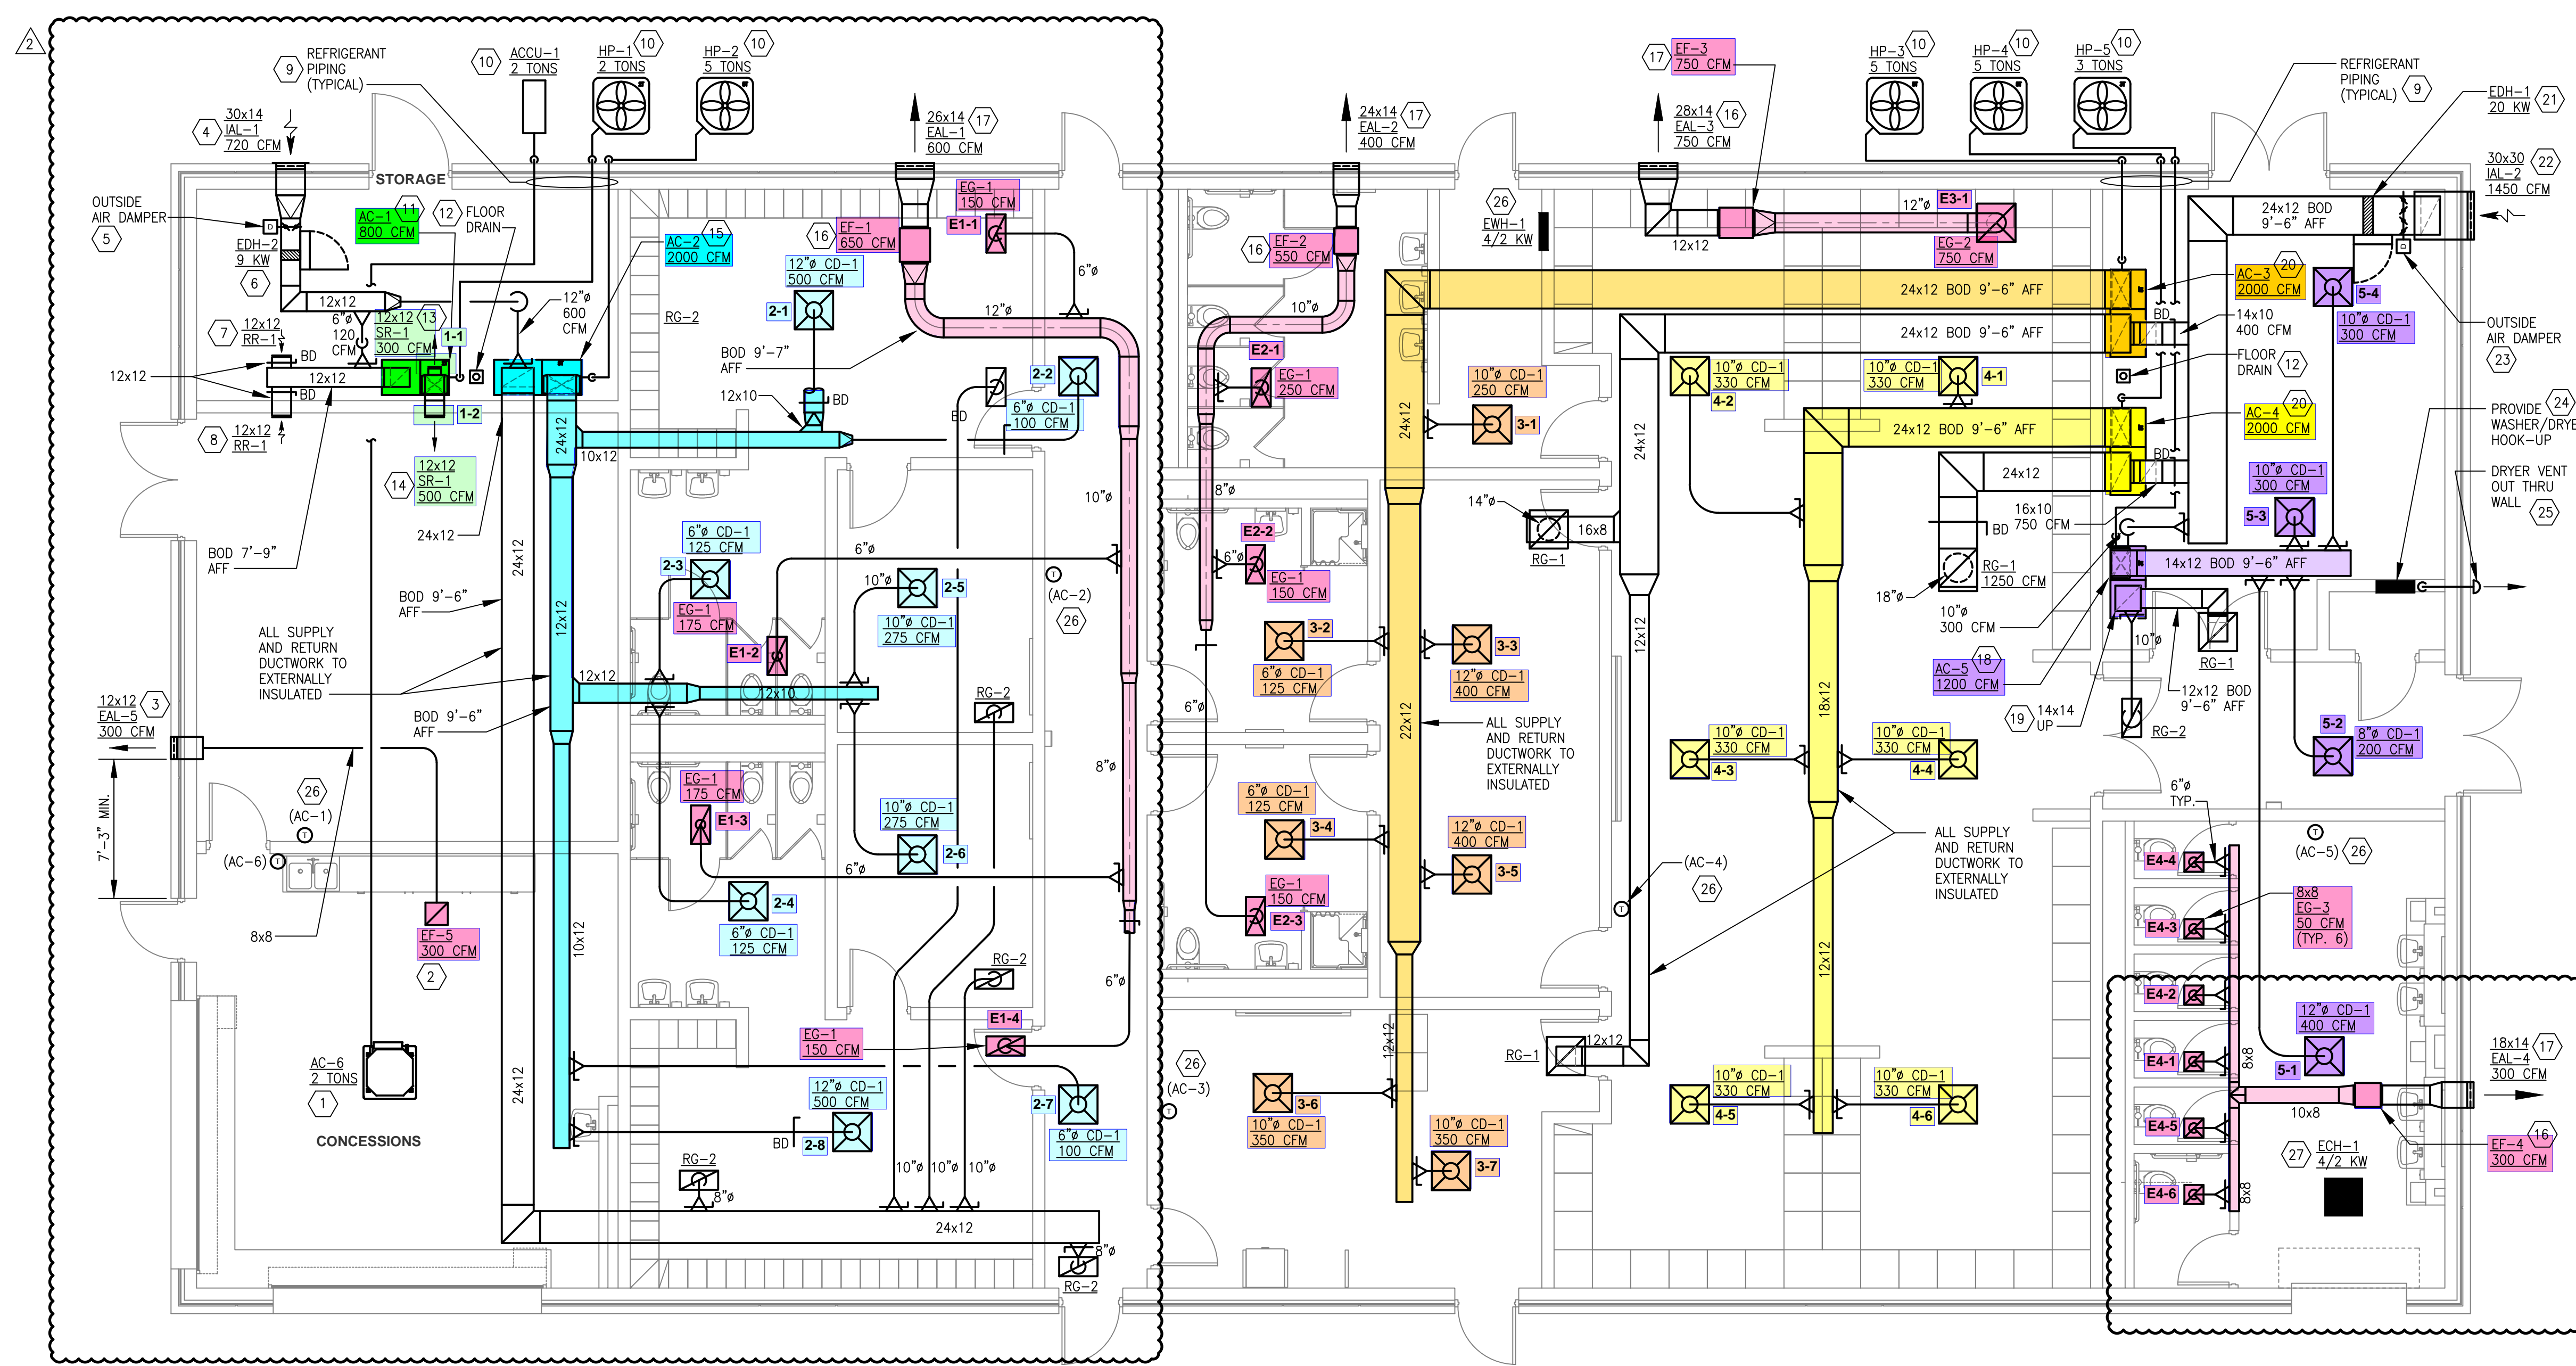 2
9
REFRIGERANT
PIPING
(TYPICAL)
10
ACCU-1
2 TONS
HP-1
2 TONS
10
HP-2
5 TONS
10
4
30x14
IAL-1
720 CFM
26x14
EAL-1
600 CFM
17
24x14
EAL-2
400 CFM
17
17
EF-3
750 CFM
28x14
EAL-3
750 CFM
16
HP-3
5 TONS
10
HP-4
5 TONS
10
HP-5
3 TONS
10
REFRIGERANT
PIPING
(TYPICAL)
9
EDH-1
20 KW
21
30x30
IAL-2
1450 CFM
22
STORAGE
OUTSIDE
AIR DAMPER
5
D
EDH-2
9 KW
6
AC-1
800 CFM
11
12
FLOOR
DRAIN
AC-2
2000 CFM
15
16
EF-1
650 CFM
EG-1
150 CFM
E1-1
12"ø CD-1
500 CFM
2-1
RG-2
6"ø
12"ø
12x12
6"ø
120
CFM
12"ø
600
CFM
7
12x12
RR-1
12x12
SR-1
300 CFM
13
1-1
BD
12x12
12x12
BD
1-2
8
12x12
RR-1
14
12x12
SR-1
500 CFM
BOD 7'-9"
AFF
24x12
24x12
24x12
10x12
12x10
BD
BOD 9'-7"
AFF
2-2
6"ø CD-1
100 CFM
BD
BOD 9'-6"
AFF
ALL SUPPLY
AND RETURN
DUCTWORK TO
EXTERNALLY
INSULATED
BOD 9'-6"
AFF
12x12
6"ø CD-1
125 CFM
2-3
EG-1
175 CFM
E1-2
6"ø
10"ø
2-5
10"ø CD-1
275 CFM
10"ø
T
(AC-2)
26
12x12
12x10
RG-2
12x12
EAL-5
300 CFM
3
7'-3" MIN.
26
(AC-1)
T
(AC-6)
T
8x8
EF-5
300 CFM
2
AC-6
2 TONS
1
CONCESSIONS
EG-1
175 CFM
E1-3
10"ø CD-1
275 CFM
2-6
6"ø
8"ø
2-4
6"ø CD-1
125 CFM
10x12
RG-2
6"ø
E1-4
EG-1
150 CFM
24x12
12"ø CD-1
500 CFM
BD
2-8
2-7
6"ø CD-1
100 CFM
RG-2
8"ø
10"ø
10"ø
10"ø
24x12
8"ø
RG-2
16
EF-2
550 CFM
10"ø
E2-1
EG-1
250 CFM
8"ø
E2-2
6"ø
EG-1
150 CFM
6"ø
EG-1
150 CFM
E2-3
26
EWH-1
4/2 KW
12x12
12"ø
E3-1
EG-2
750 CFM
24x12 BOD 9'-6" AFF
24x12 BOD 9'-6" AFF
24x12
10"ø CD-1
250 CFM
3-1
3-2
6"ø CD-1
125 CFM
3-3
12"ø CD-1
400 CFM
22x12
ALL SUPPLY
AND RETURN
DUCTWORK TO
EXTERNALLY
INSULATED
6"ø CD-1
125 CFM
3-4
12"ø CD-1
400 CFM
3-5
26
(AC-3)
T
12x12
3-6
10"ø CD-1
350 CFM
10"ø CD-1
350 CFM
3-7
14"ø
16x8
RG-1
24x12
12x12
(AC-4)
26
T
RG-1
12x12
10"ø CD-1
330 CFM
4-2
10"ø CD-1
330 CFM
4-1
24x12 BOD 9'-6" AFF
24x12
BD
RG-1
1250 CFM
18"ø
18x12
10"ø CD-1
330 CFM
4-3
10"ø CD-1
330 CFM
4-4
ALL SUPPLY
AND RETURN
DUCTWORK TO
EXTERNALLY
INSULATED
12x12
10"ø CD-1
330 CFM
4-5
10"ø CD-1
330 CFM
4-6
24x12 BOD
9'-6" AFF
D
AC-3
2000 CFM
20
BD
14x10
400 CFM
FLOOR
DRAIN
12
AC-4
2000 CFM
20
BD
16x10
750 CFM
5-4
10"ø CD-1
300 CFM
OUTSIDE
AIR DAMPER
23
PROVIDE
WASHER/DRYE
HOOK-UP
24
DRYER VENT
OUT THRU
WALL
25
10"ø CD-1
300 CFM
5-3
14x12 BOD 9'-6" AFF
10"ø
300 CFM
10"ø
RG-1
AC-5
1200 CFM
18
12x12 BOD
9'-6" AFF
19
14x14
UP
RG-2
5-2
8"ø CD-1
200 CFM
6"ø
TYP.
T
(AC-5)
26
E4-4
E4-3
E4-2
E4-1
E4-5
E4-6
8x8
EG-3
50 CFM
(TYP. 6)
12"ø CD-1
400 CFM
5-1
8x8
10x8
8x8
18x14
EAL-4
300 CFM
17
EF-4
300 CFM
16
27
ECH-1
4/2 KW